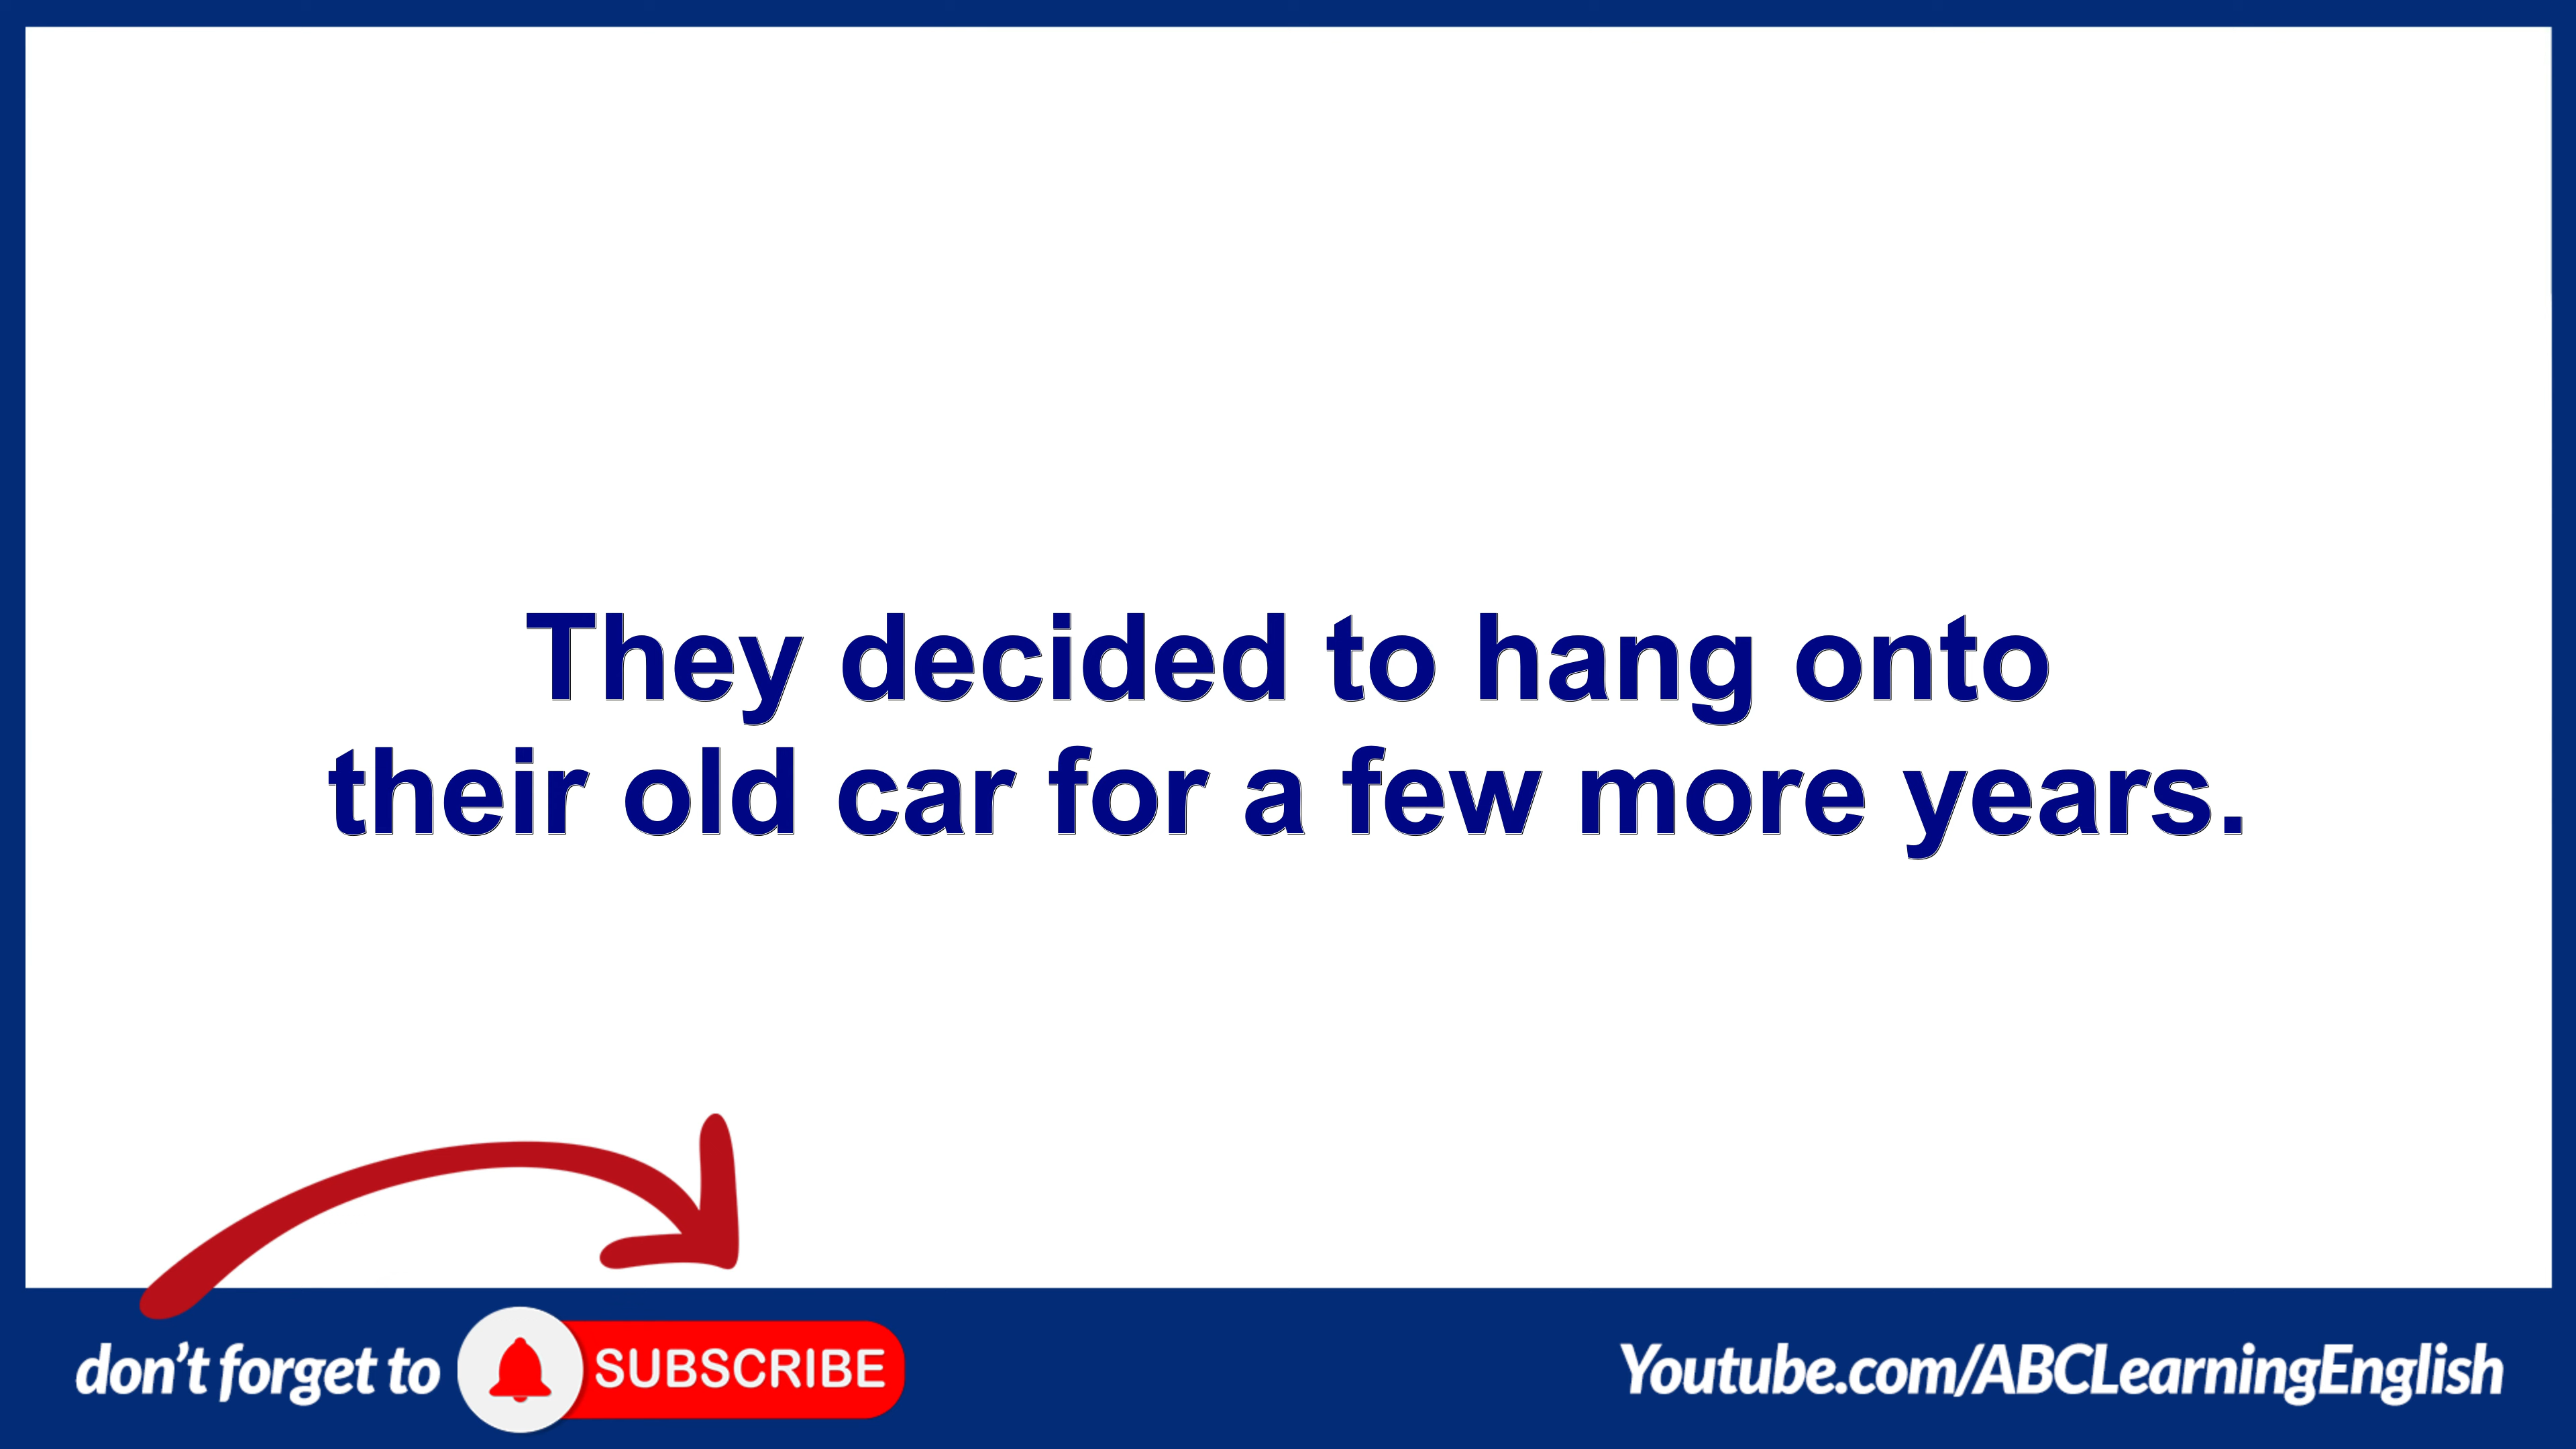 They decided to hang onto
their old car for a few more years.
don't forget to SUBSCRIBE
Youtube.com/ABCLearningEnglish